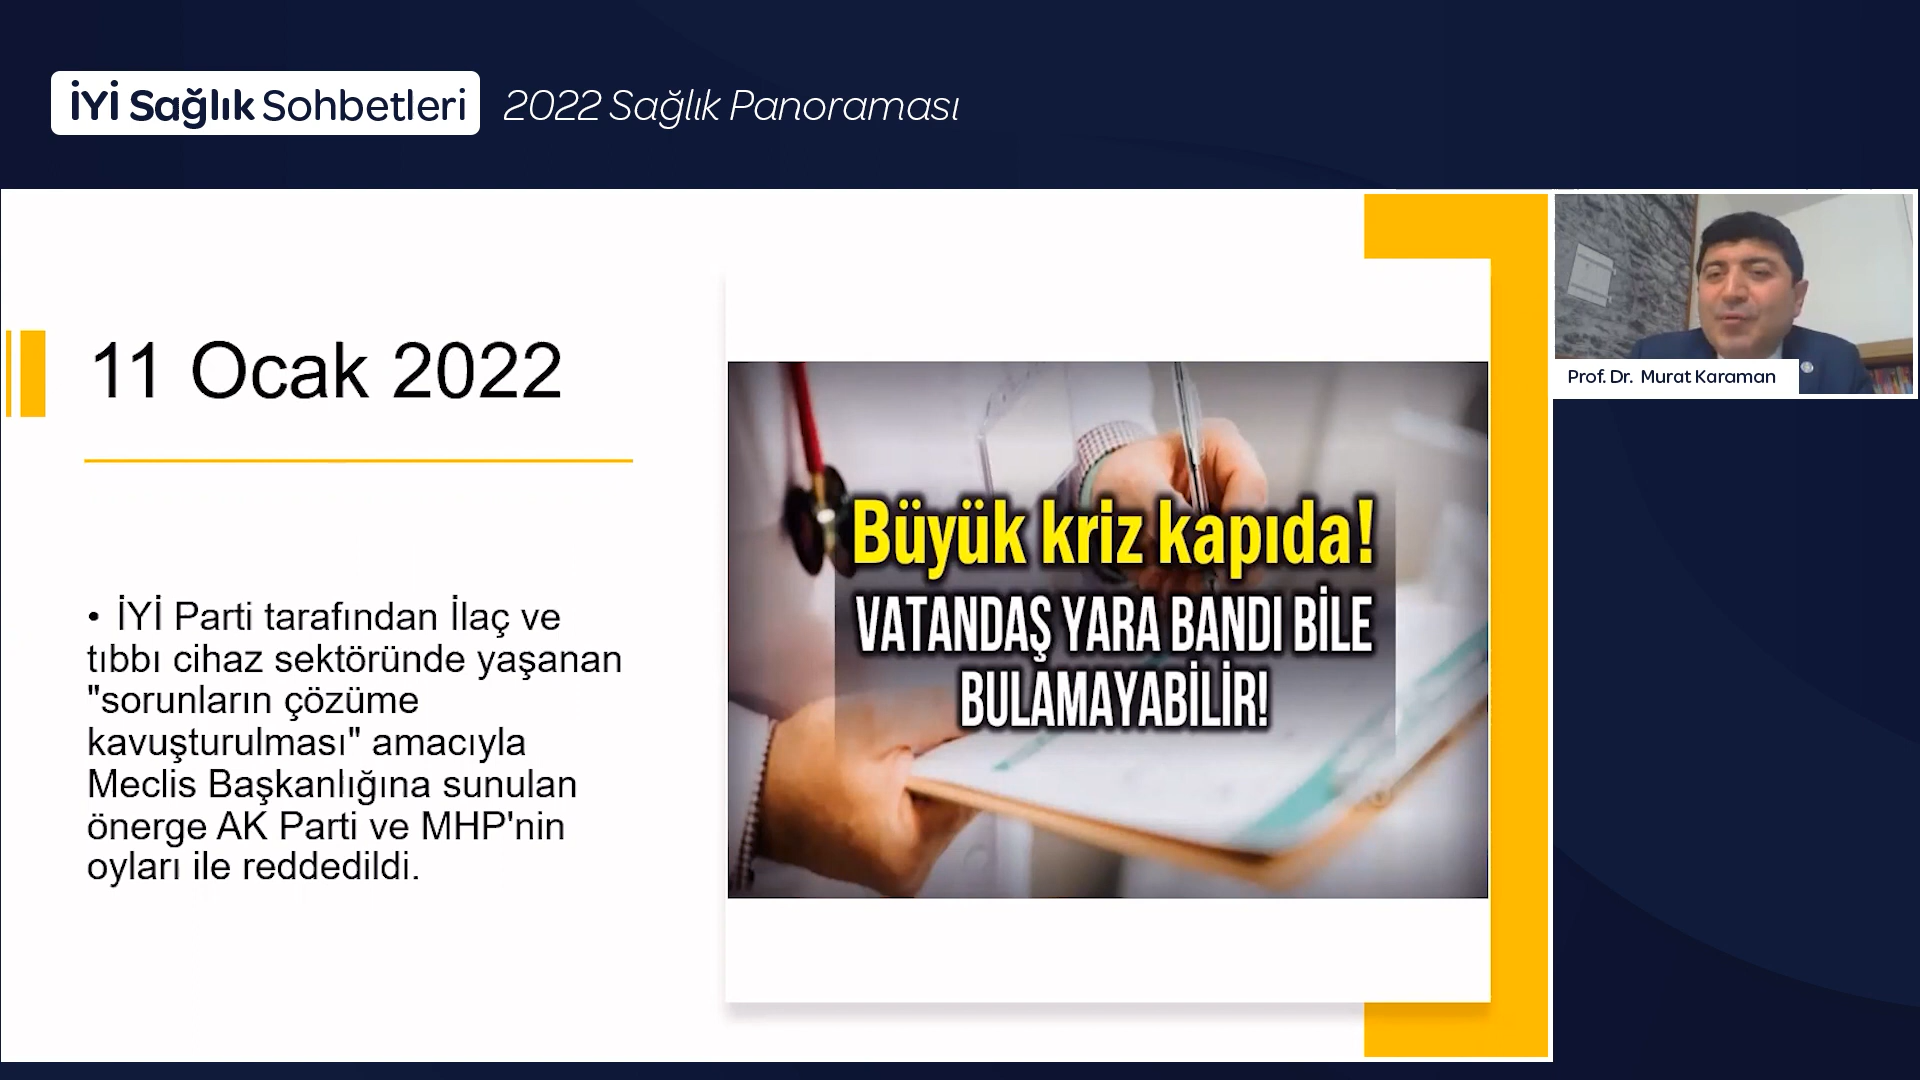 İYİ Sağlık Sohbetleri 2022 Sağlık Panoraması
11 Ocak 2022
• İYİ Parti tarafından İlaç ve
tıbbı cihaz sektöründe yaşanan
"sorunların çözüme
kavuşturulması" amacıyla
Meclis Başkanlığına sunulan
önerge AK Parti ve MHP'nin
oyları ile reddedildi.
Büyük kriz kapıda!
VATANDAŞ YARA BANDI BİLE
BULAMAYABİLİR!
Prof. Dr. Murat Karaman